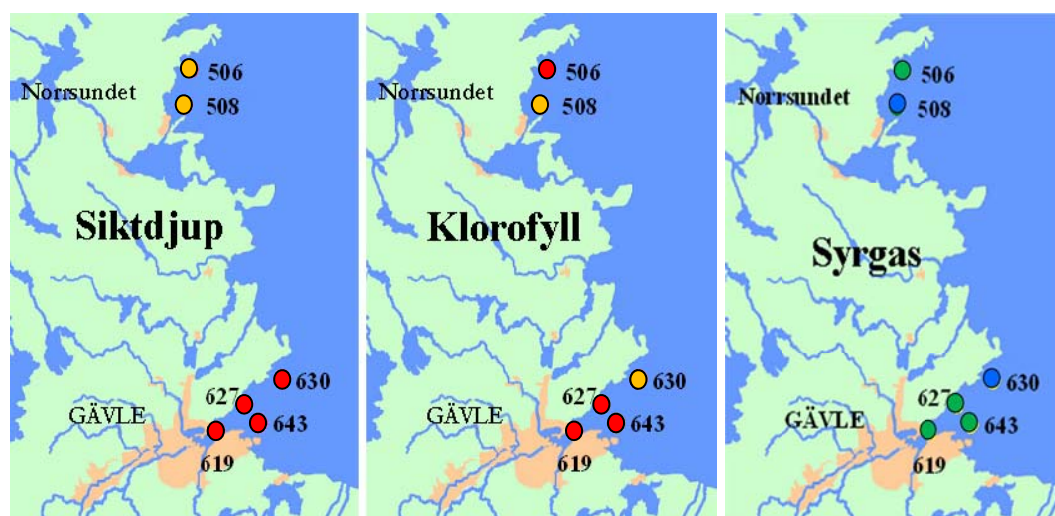 506
Norrsundet
508
Siktdjup
630
627
GÄVLE
643
619
506
Norrsundet
508
Klorofyll
630
627
GÄVLE
643
619
506
Norrsundet
508
Syrgas
630
627
GÄVLE
643
619